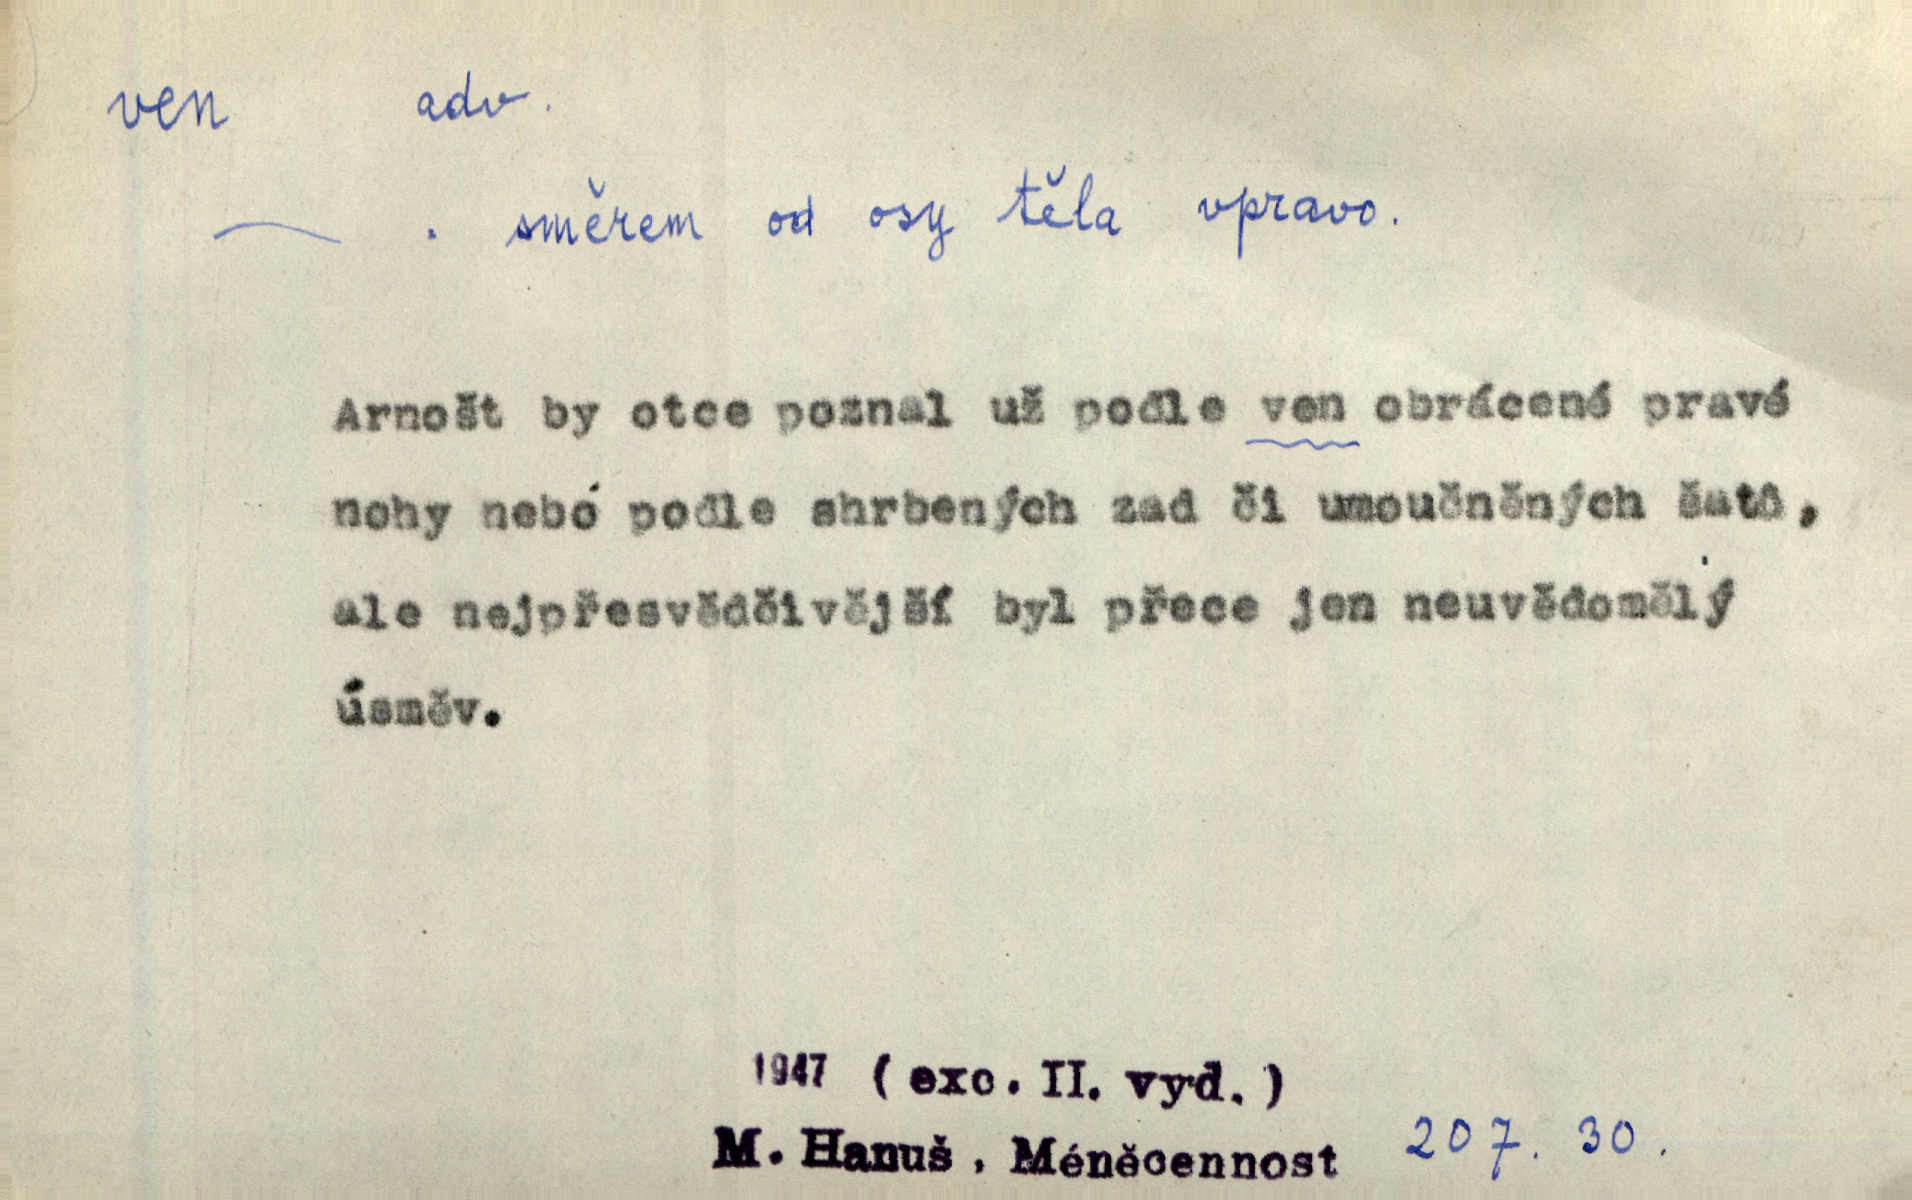 ven adv.
. směrem od osy těla vpravo.
Arnošt by otce poznal už podle ven obrácené pravé
nohy nebo podle shrbených zad či umoučněných šatů,
ale nejpřesvědčivější byl přece jen neuvědomělý
úsměv.
1947 (exc. II. vyd.)
M. Hanuš, Méněcennost 207. 30.